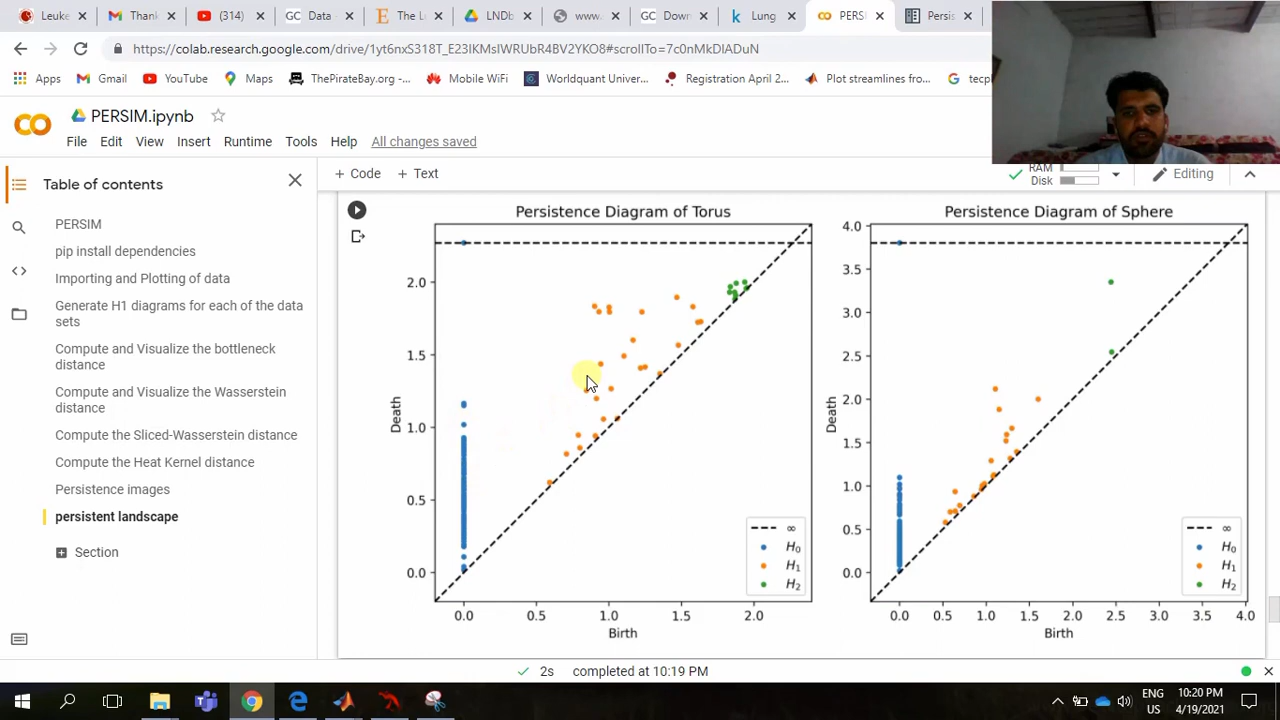 Leuke
Thank
(314)
Data -
The L
LNDb
www.
Down
Lung
PERSI
Persis
https://colab.research.google.com/drive/1yt6nxS318T_E23IKMsIWRUbR4BV2YKO8#scrollTo=7c0nMkDlADuN
Apps
Gmail
YouTube
Maps
ThePirateBay.org -...
Mobile WiFi
Worldquant Univer...
Registration April 2...
Plot streamlines fro...
tecpl
PERSIM.ipynb
File Edit View Insert Runtime Tools Help All changes saved
Table of contents
+ Code + Text
RAM
Disk
Editing
PERSIM
pip install dependencies
Importing and Plotting of data
Generate H1 diagrams for each of the data
sets
Compute and Visualize the bottleneck
distance
Compute and Visualize the Wasserstein
distance
Compute the Sliced-Wasserstein distance
Compute the Heat Kernel distance
Persistence images
persistent landscape
Section
Persistence Diagram of Torus
2.0
1.5
1.0
0.5
0.0
Death
0.0 0.5 1.0 1.5 2.0
Birth
∞
H0
H1
H2
Persistence Diagram of Sphere
4.0
3.5
3.0
2.5
2.0
1.5
1.0
0.5
0.0
Death
0.0 0.5 1.0 1.5 2.0 2.5 3.0 3.5 4.0
Birth
∞
H0
H1
H2
2s completed at 10:19 PM
ENG
US
10:20 PM
4/19/2021